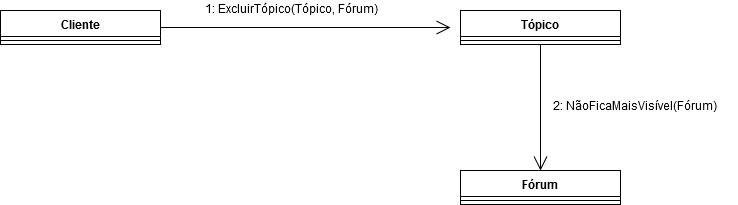 1: ExcluirTópico(Tópico, Fórum)
Cliente
Tópico
2: NãoFicaMaisVisível(Fórum)
Fórum